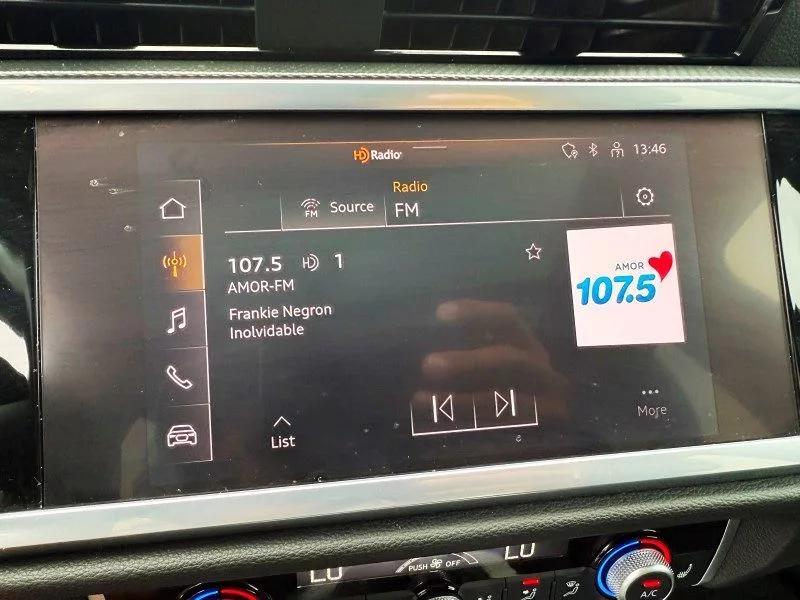 HD Radio
13:46
Radio
FM Source FM
107.5 HD 1
AMOR-FM
Frankie Negron
Inolvidable
AMOR
107.5
List
More
LO PUSH OFF LO
A/C